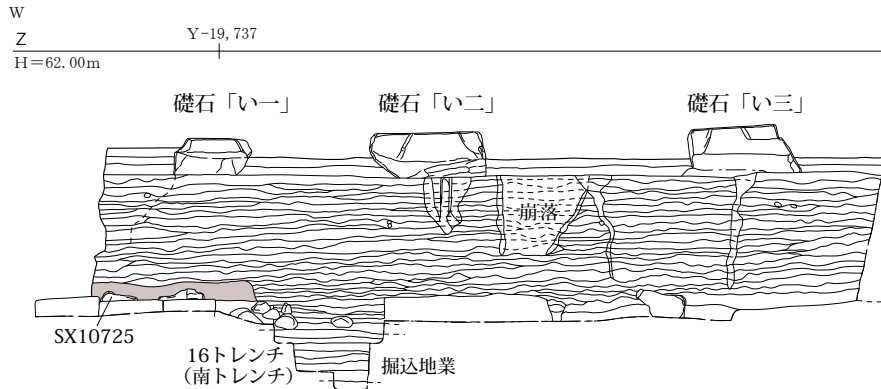 W
Z
Y-19,737
H＝62.00m
礎石「い一」
礎石「い二」
礎石「い三」
崩落
SX10725
16トレンチ
（南トレンチ）
掘込地業